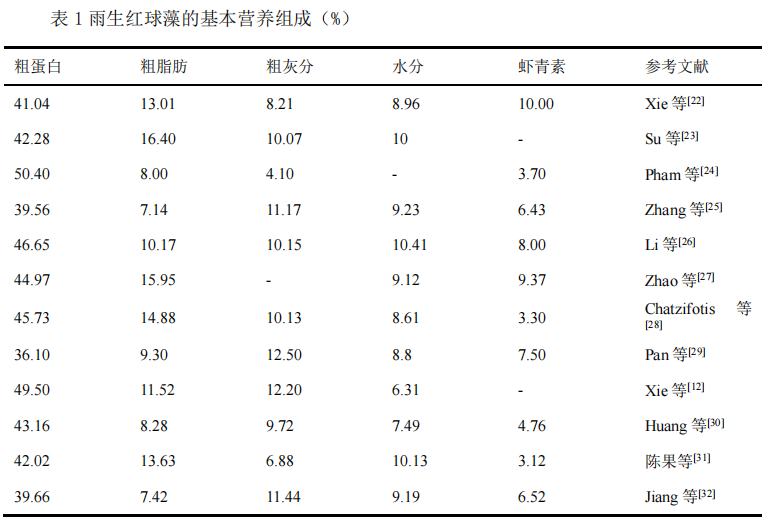 表 1 雨生红球藻的基本营养组成（%）
粗蛋白 粗脂肪 粗灰分 水分 虾青素 参考文献
41.04 13.01 8.21 8.96 10.00 Xie 等[22]
42.28 16.40 10.07 10 - Su 等[23]
50.40 8.00 4.10 - 3.70 Pham 等[24]
39.56 7.14 11.17 9.23 6.43 Zhang 等[25]
46.65 10.17 10.15 10.41 8.00 Li 等[26]
44.97 15.95 - 9.12 9.37 Zhao 等[27]
45.73 14.88 10.13 8.61 3.30 Chatzifotis 等
[28]
36.10 9.30 12.50 8.8 7.50 Pan 等[29]
49.50 11.52 12.20 6.31 - Xie 等[12]
43.16 8.28 9.72 7.49 4.76 Huang 等[30]
42.02 13.63 6.88 10.13 3.12 陈果等[31]
39.66 7.42 11.44 9.19 6.52 Jiang 等[32]